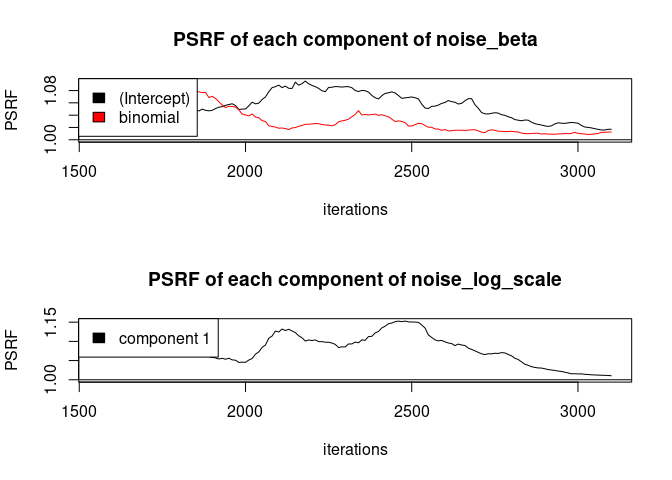 PSRF of each component of noise_beta
PSRF
1.08
1.00
(Intercept)
binomial
1500 2000 2500 3000
iterations
PSRF of each component of noise_log_scale
PSRF
1.15
1.00
component 1
1500 2000 2500 3000
iterations